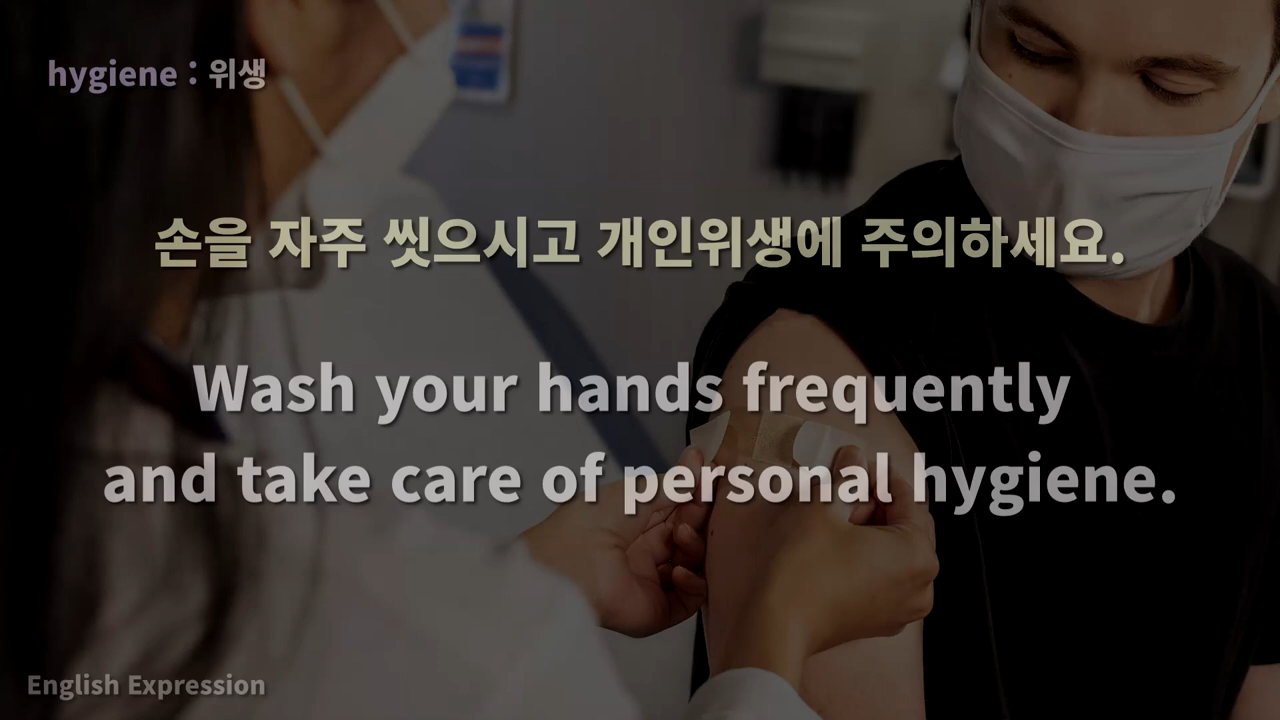 hygiene : 위생
손을 자주 씻으시고 개인위생에 주의하세요.
Wash your hands frequently
and take care of personal hygiene.
English Expression